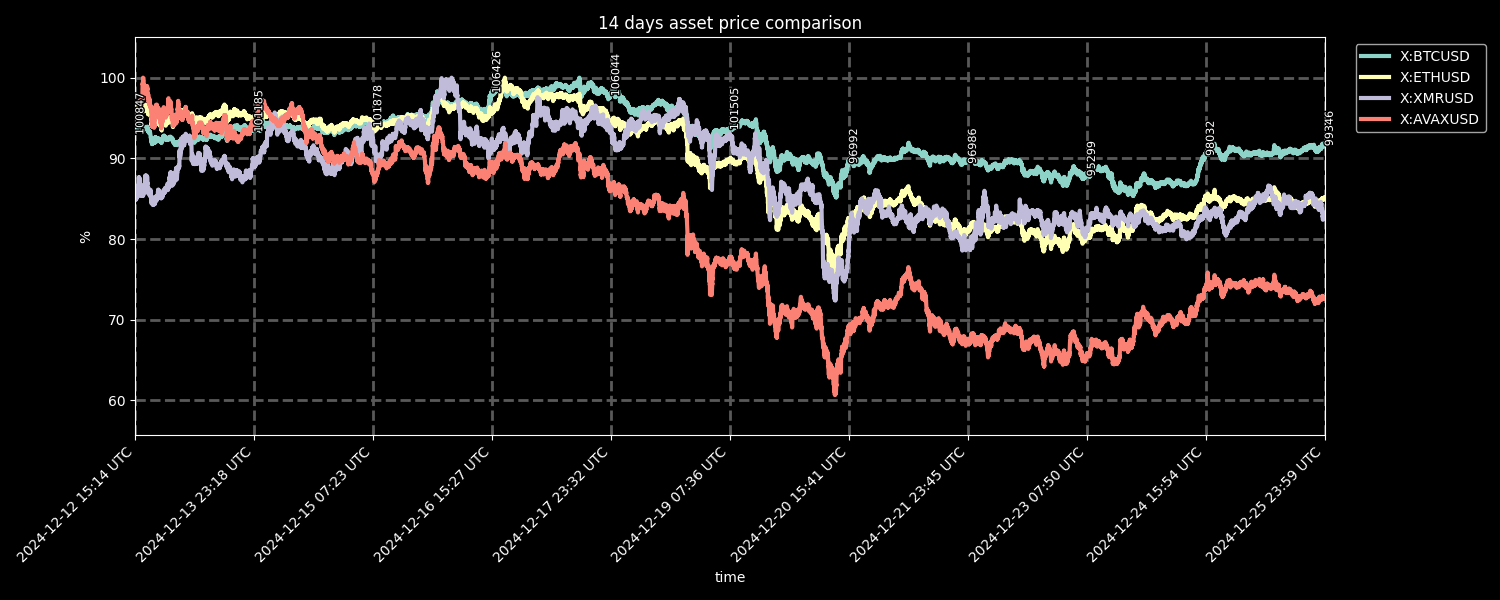 14 days asset price comparison
X:BTCUSD
X:ETHUSD
X:XMRUSD
X:AVAXUSD
100
90
80
70
60
%
100847
101185
101878
106426
106044
101505
96992
96986
95299
98032
99346
2024-12-12 15:14 UTC
2024-12-13 23:18 UTC
2024-12-15 07:23 UTC
2024-12-16 15:27 UTC
2024-12-17 23:32 UTC
2024-12-19 07:36 UTC
2024-12-20 15:41 UTC
2024-12-21 23:45 UTC
2024-12-23 07:50 UTC
2024-12-24 15:54 UTC
2024-12-25 23:59 UTC
time